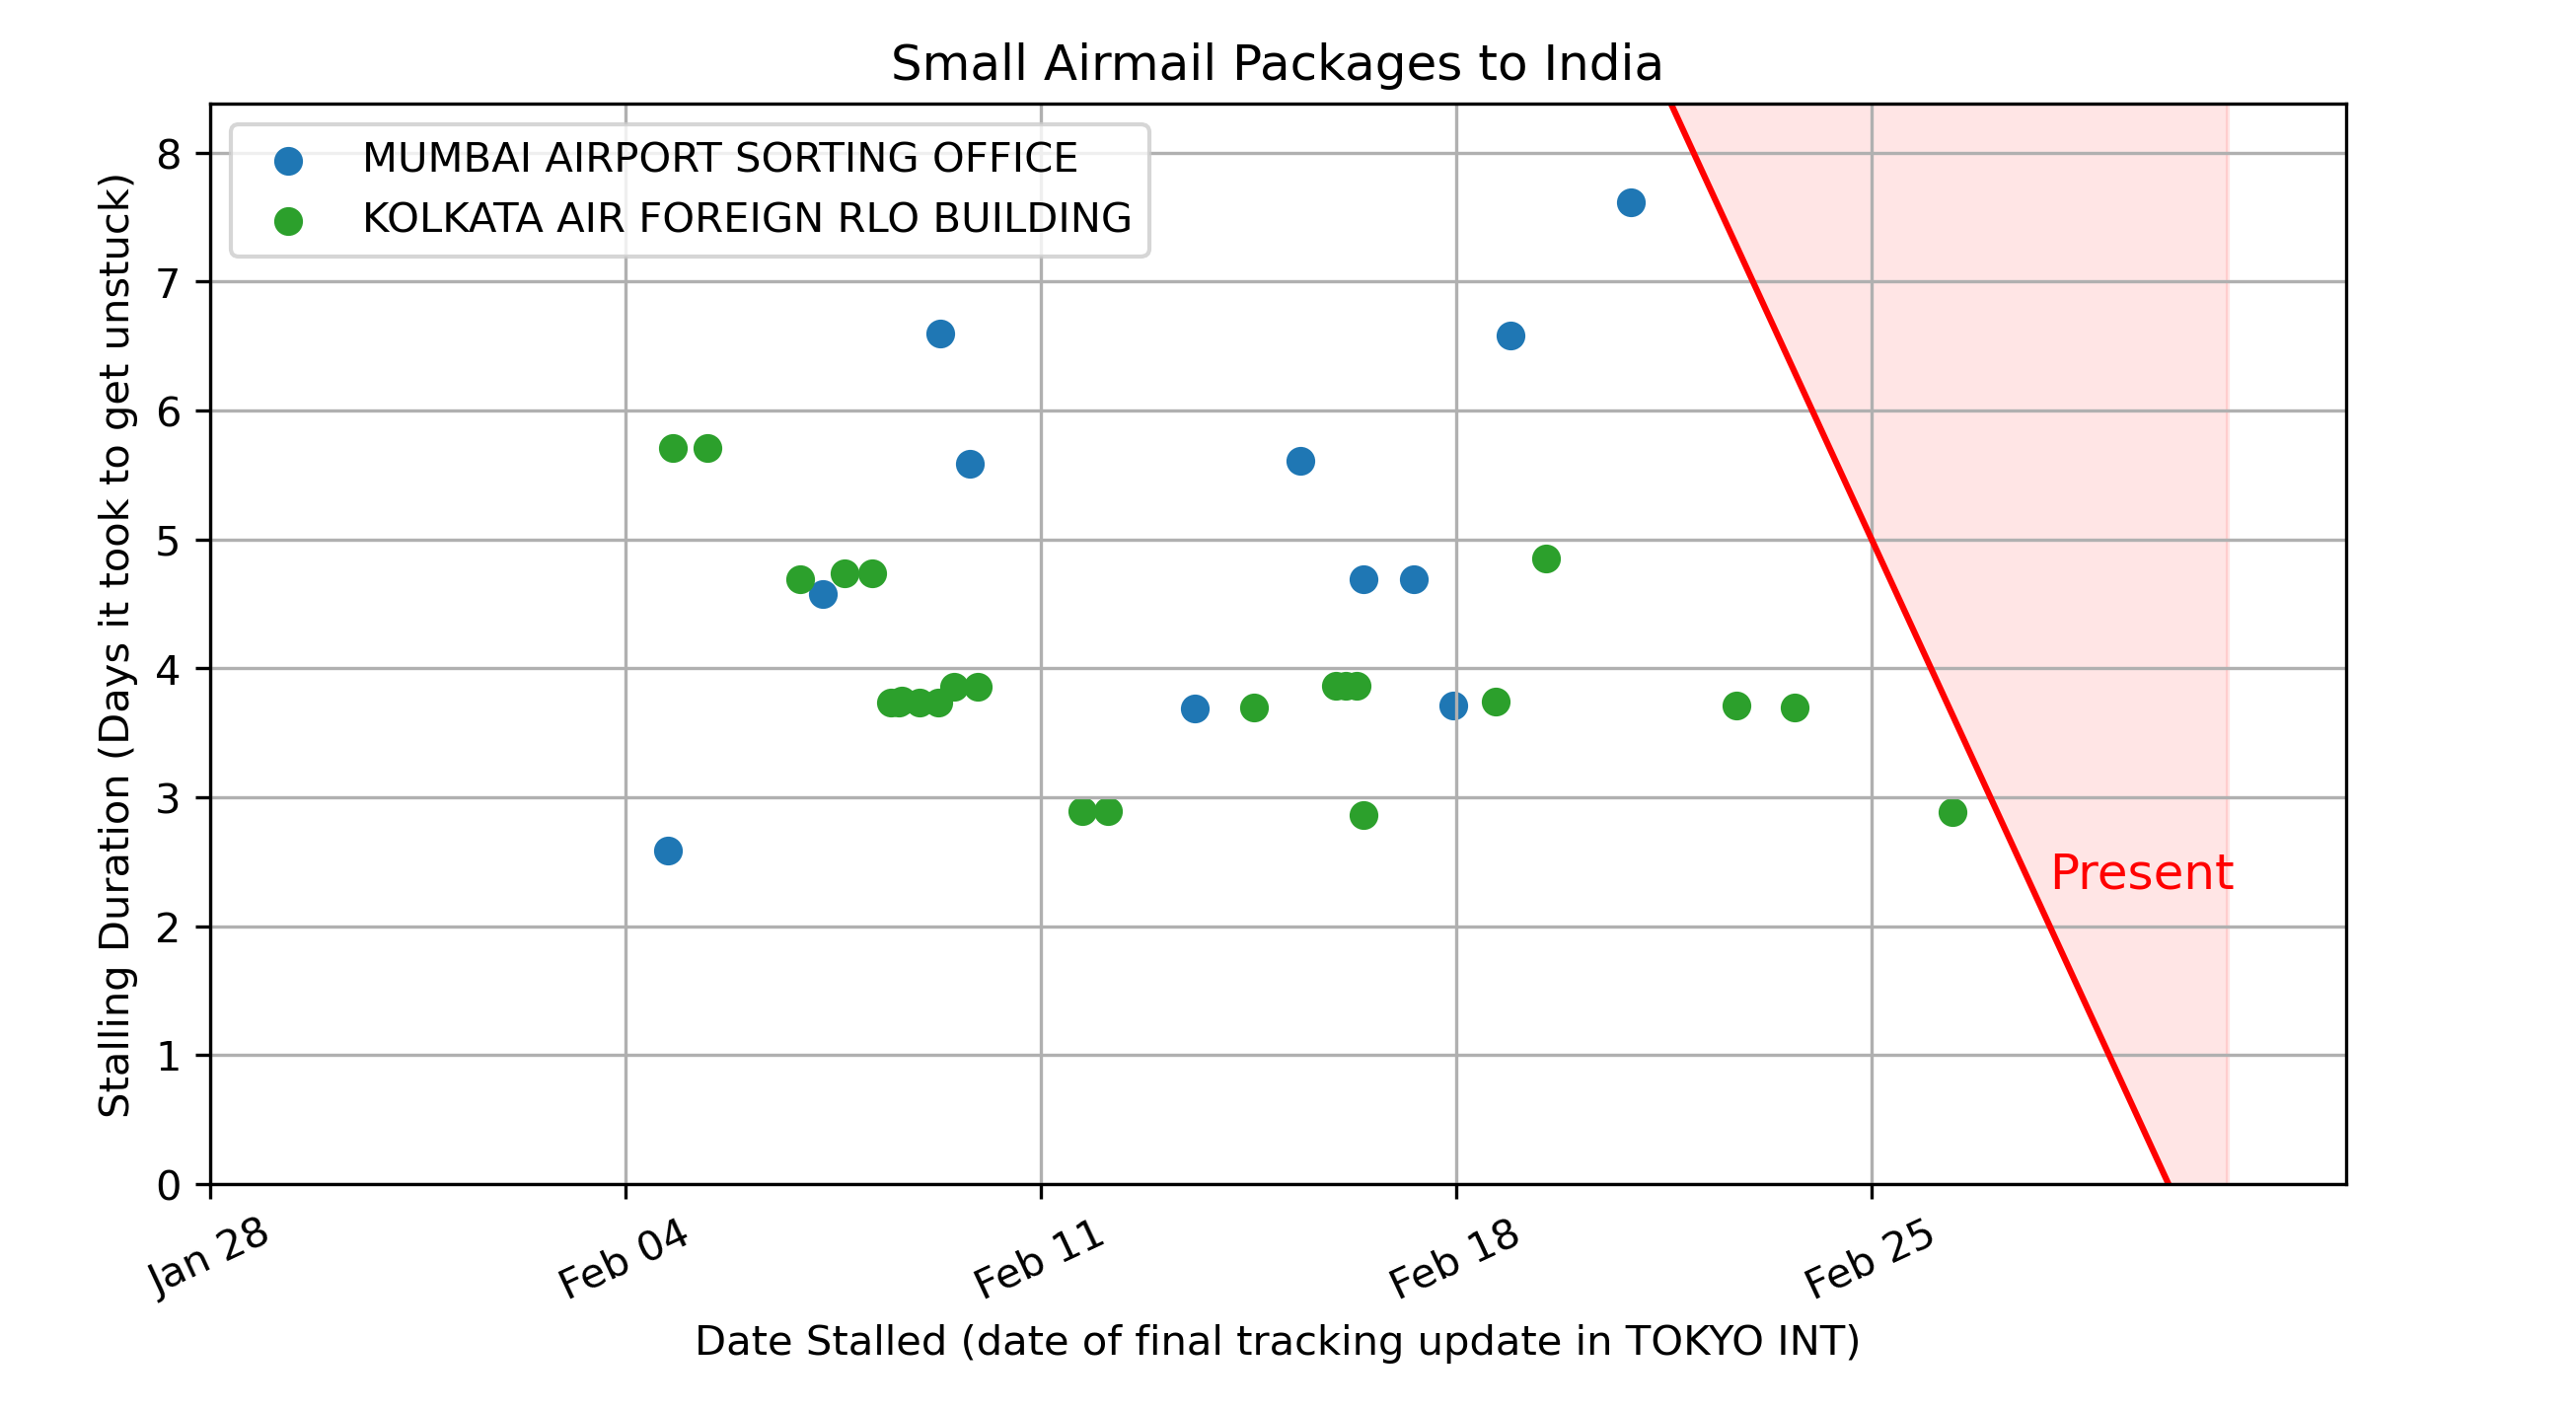 Small Airmail Packages to India
MUMBAI AIRPORT SORTING OFFICE
KOLKATA AIR FOREIGN RLO BUILDING
Stalling Duration (Days it took to get unstuck)
8
7
6
5
4
3
2
1
0
Present
Jan 28
Feb 04
Feb 11
Feb 18
Feb 25
Date Stalled (date of final tracking update in TOKYO INT)